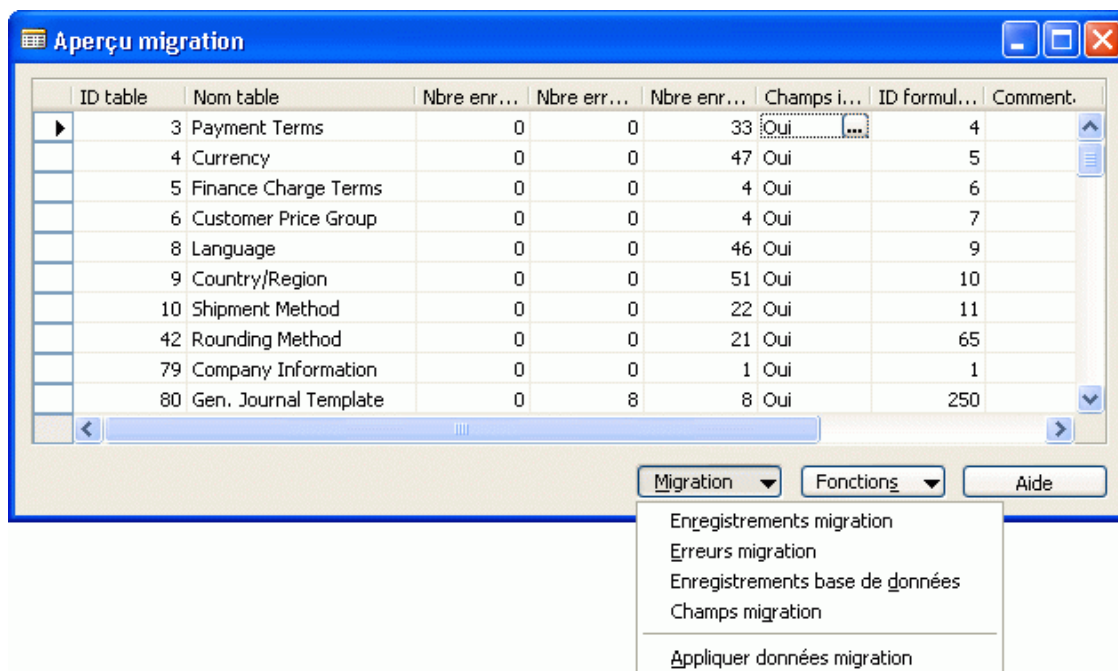 Aperçu migration
ID table Nom table Nbre enr... Nbre err... Nbre enr... Champs i... ID formul... Comment.
3 Payment Terms 0 0 33 Oui ... 4
4 Currency 0 0 47 Oui 5
5 Finance Charge Terms 0 0 4 Oui 6
6 Customer Price Group 0 0 4 Oui 7
8 Language 0 0 46 Oui 9
9 Country/Region 0 0 51 Oui 10
10 Shipment Method 0 0 22 Oui 11
42 Rounding Method 0 0 21 Oui 65
79 Company Information 0 0 1 Oui 1
80 Gen. Journal Template 0 8 8 Oui 250
Migration Fonctions Aide
Enregistrements migration
Erreurs migration
Enregistrements base de données
Champs migration
Appliquer données migration